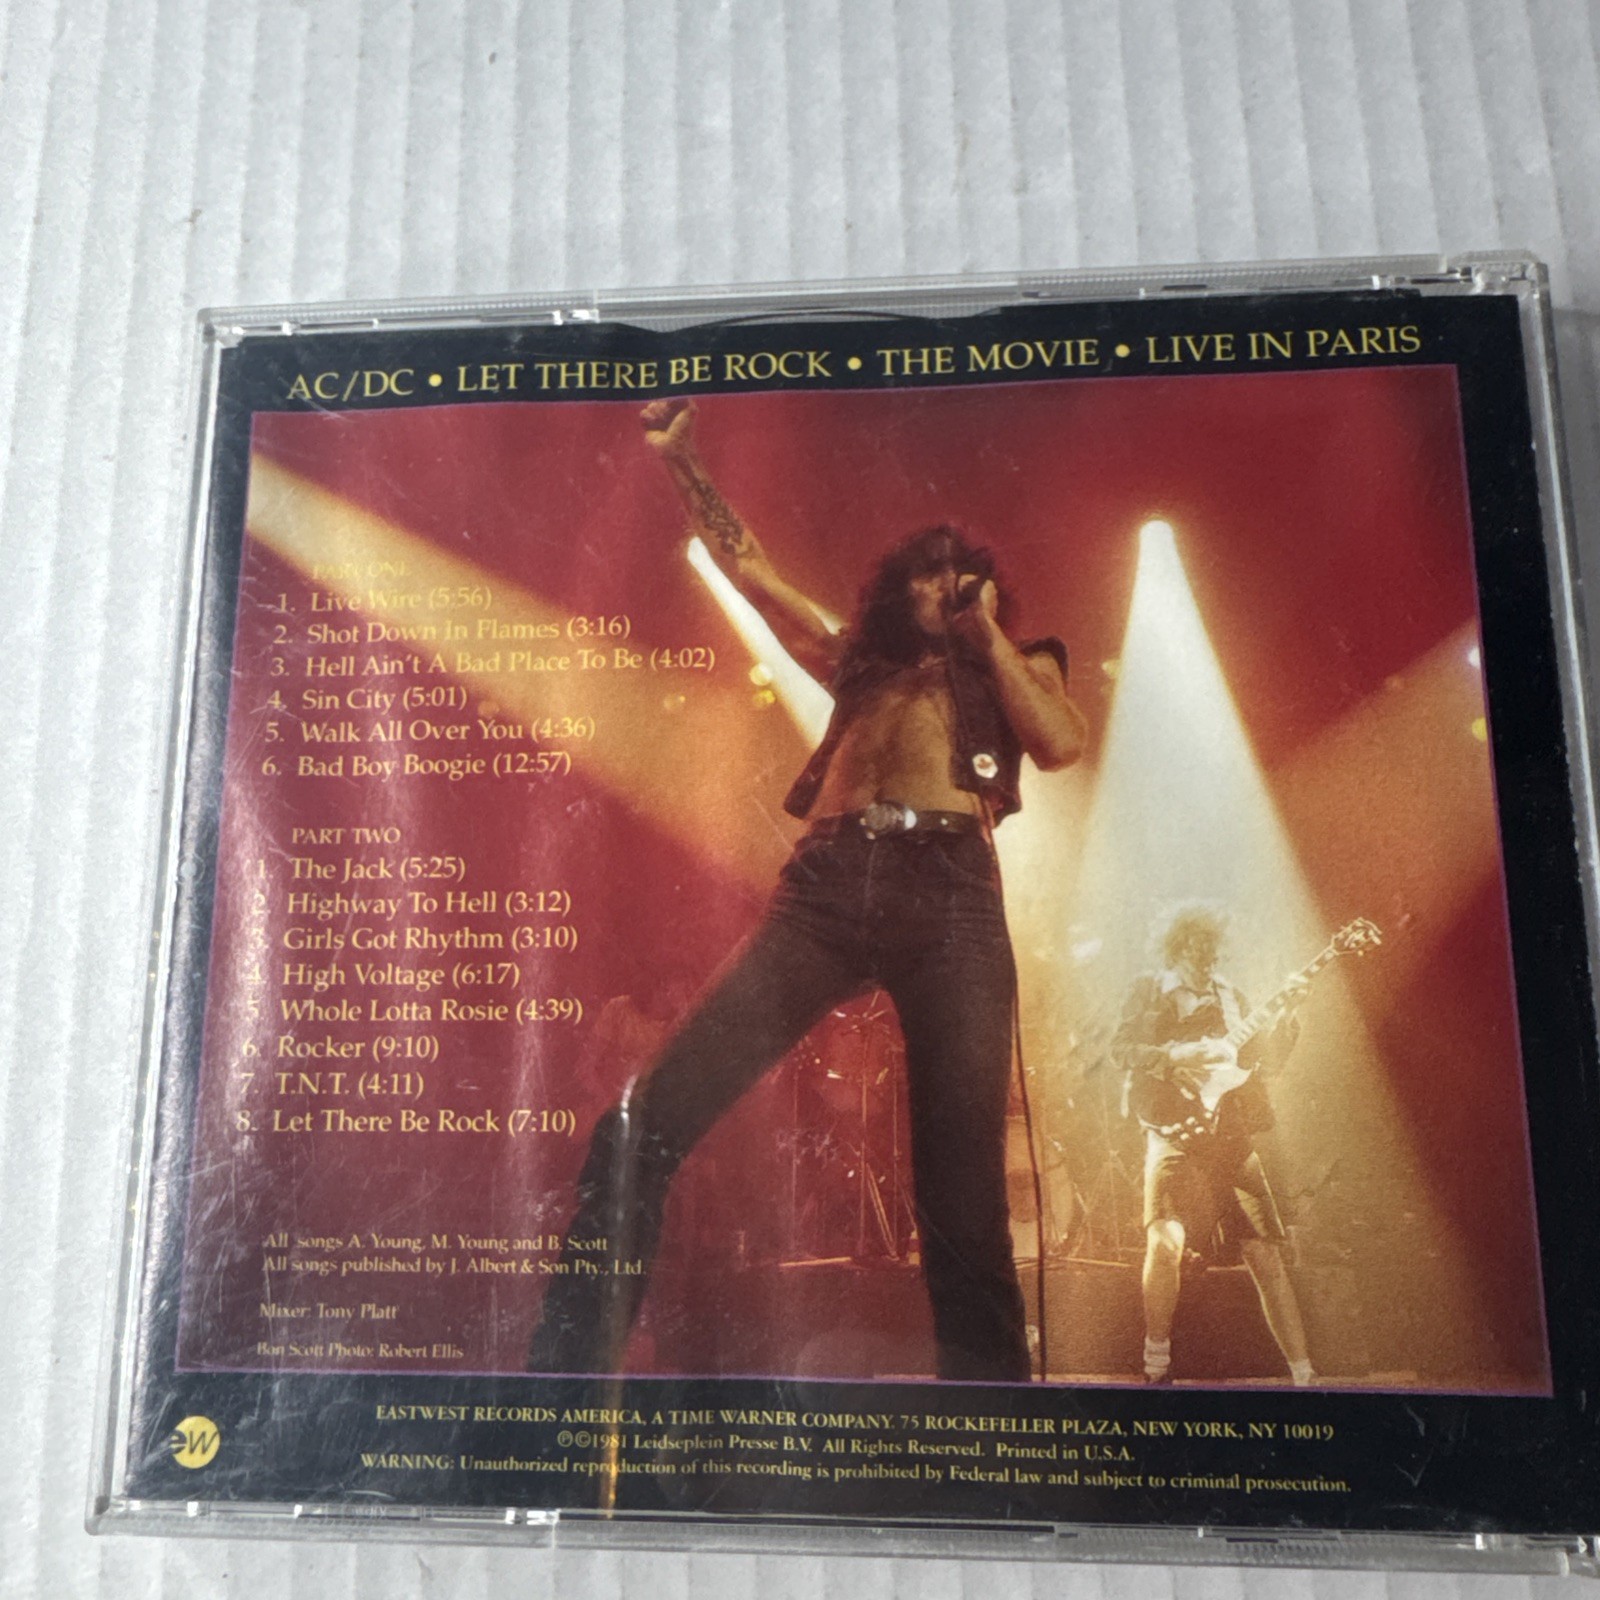 AC/DC • LET THERE BE ROCK • THE MOVIE • LIVE IN PARIS
PART ONE
1. Live Wire (5:56)
2. Shot Down In Flames (3:16)
3. Hell Ain't A Bad Place To Be (4:02)
4. Sin City (5:01)
5. Walk All Over You (4:36)
6. Bad Boy Boogie (12:57)
PART TWO
1. The Jack (5:25)
2. Highway To Hell (3:12)
3. Girls Got Rhythm (3:10)
4. High Voltage (6:17)
5. Whole Lotta Rosie (4:39)
6. Rocker (9:10)
7. T.N.T. (4:11)
8. Let There Be Rock (7:10)
All songs A. Young, M. Young and B. Scott
All songs published by J. Albert & Son Pty., Ltd.
Mixer: Tony Platt
Bon Scott Photo: Robert Ellis
ew
EASTWEST RECORDS AMERICA, A TIME WARNER COMPANY. 75 ROCKEFELLER PLAZA, NEW YORK, NY 10019
℗©1981 Leidseplein Presse B.V. All Rights Reserved. Printed in U.S.A.
WARNING: Unauthorized reproduction of this recording is prohibited by Federal law and subject to criminal prosecution.